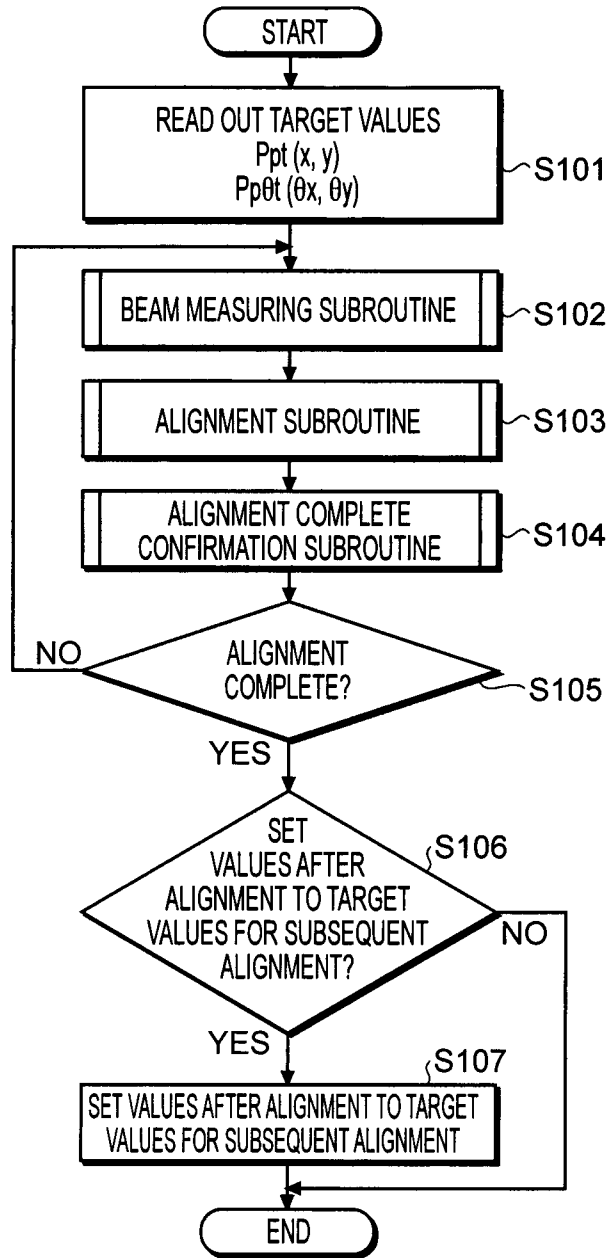 START
READ OUT TARGET VALUES
Ppt (x, y)
Ppθt (θx, θy)
S101
BEAM MEASURING SUBROUTINE
S102
ALIGNMENT SUBROUTINE
S103
ALIGNMENT COMPLETE
CONFIRMATION SUBROUTINE
S104
NO
ALIGNMENT
COMPLETE?
S105
YES
SET
VALUES AFTER
ALIGNMENT TO TARGET
VALUES FOR SUBSEQUENT
ALIGNMENT?
S106
NO
YES
S107
SET VALUES AFTER ALIGNMENT TO TARGET
VALUES FOR SUBSEQUENT ALIGNMENT
END